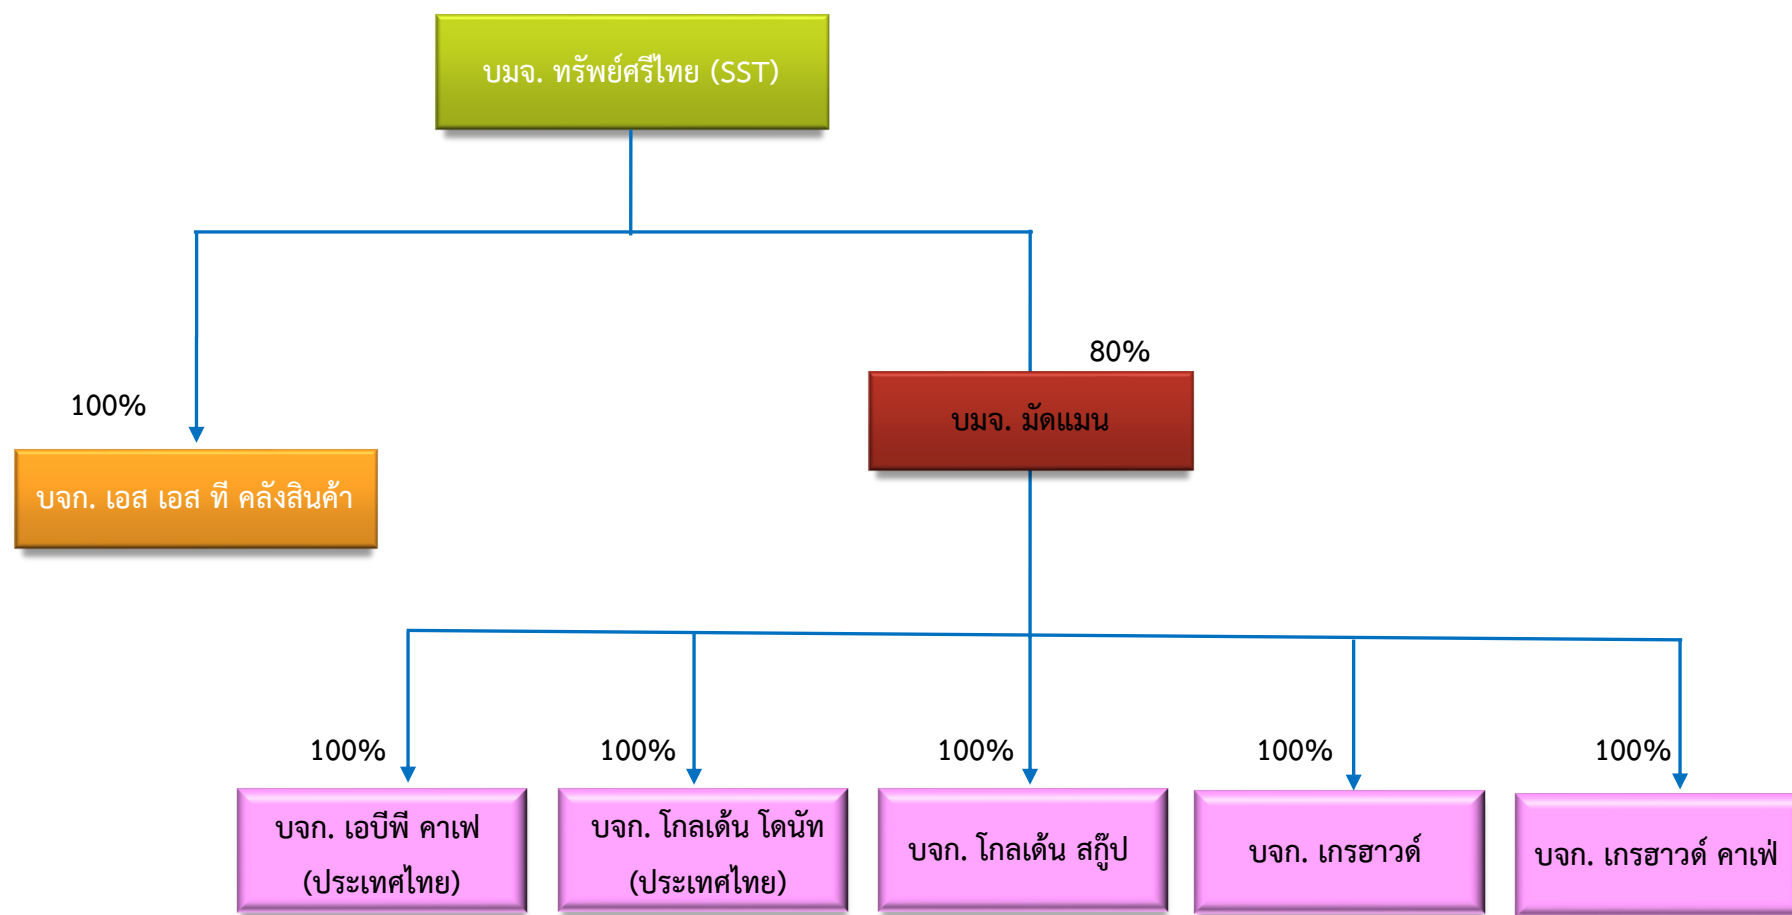 บมจ. ทรัพย์ศรีไทย (SST)
80%
100%
บมจ. มัดแมน
บจก. เอส เอส ที คลังสินค้า
100%
100%
100%
100%
100%
บจก. เอบีพี คาเฟ
(ประเทศไทย)
บจก. โกลเด้น โดนัท
(ประเทศไทย)
บจก. โกลเด้น สกู๊ป
บจก. เกรฮาวด์
บจก. เกรฮาวด์ คาเฟ่